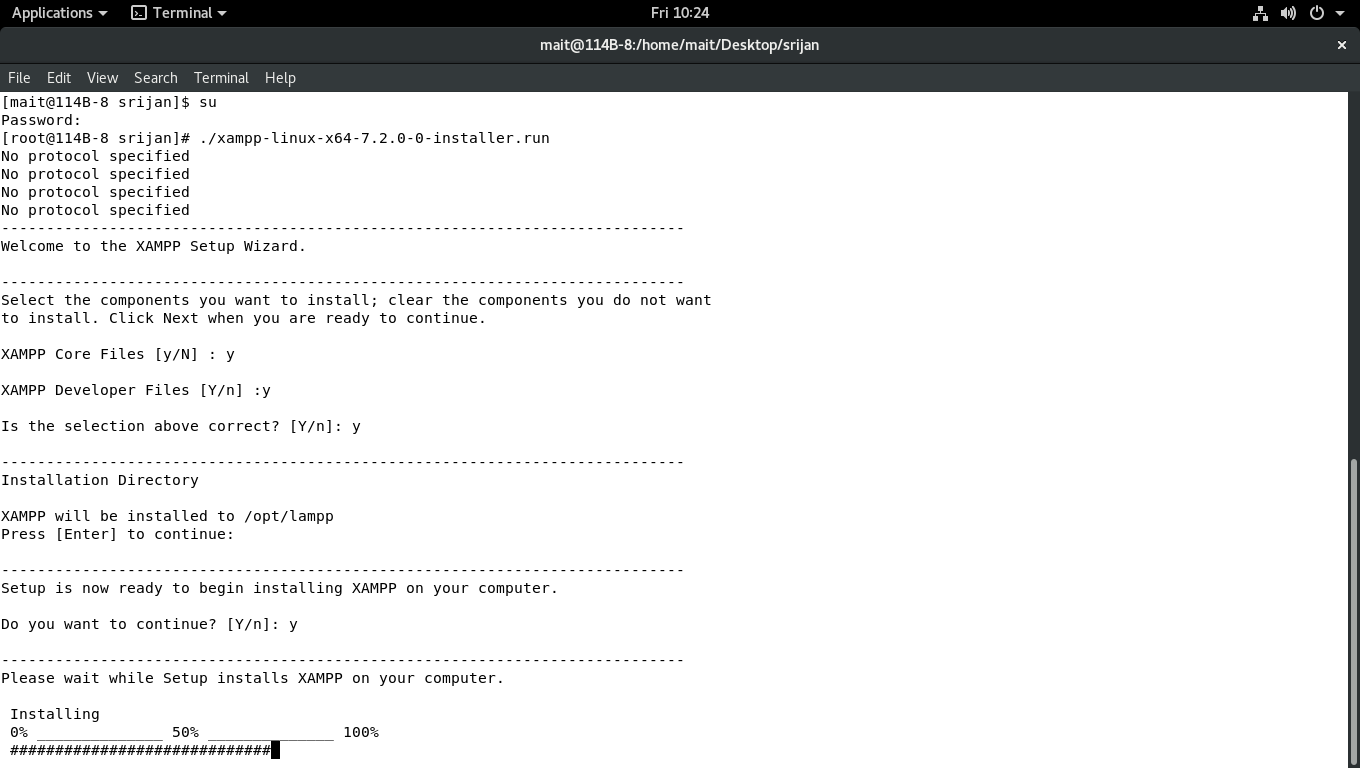 Applications Terminal Fri 10:24
mait@114B-8:/home/mait/Desktop/srijan ×
File Edit View Search Terminal Help
[mait@114B-8 srijan]$ su
Password:
[root@114B-8 srijan]# ./xampp-linux-x64-7.2.0-0-installer.run
No protocol specified
No protocol specified
No protocol specified
No protocol specified
----------------------------------------------------------------------------
Welcome to the XAMPP Setup Wizard.
----------------------------------------------------------------------------
Select the components you want to install; clear the components you do not want
to install. Click Next when you are ready to continue.
XAMPP Core Files [y/N] : y
XAMPP Developer Files [Y/n] :y
Is the selection above correct? [Y/n]: y
----------------------------------------------------------------------------
Installation Directory
XAMPP will be installed to /opt/lampp
Press [Enter] to continue:
----------------------------------------------------------------------------
Setup is now ready to begin installing XAMPP on your computer.
Do you want to continue? [Y/n]: y
----------------------------------------------------------------------------
Please wait while Setup installs XAMPP on your computer.
Installing
0% ______________ 50% ______________ 100%
#############################